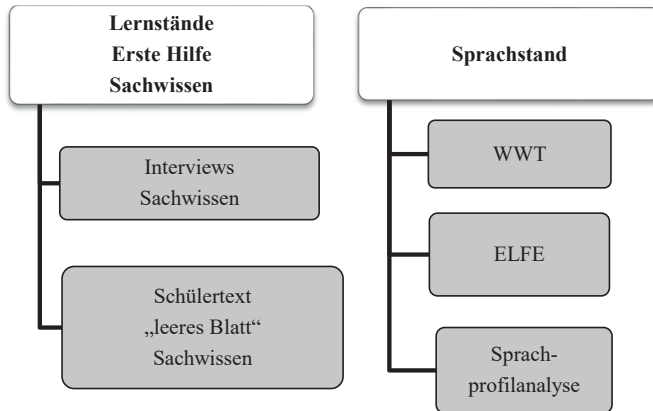 Lernstände
Erste Hilfe
Sachwissen
Interviews
Sachwissen
Schülertext
„leeres Blatt“
Sachwissen
Sprachstand
WWT
ELFE
Sprach-
profilanalyse